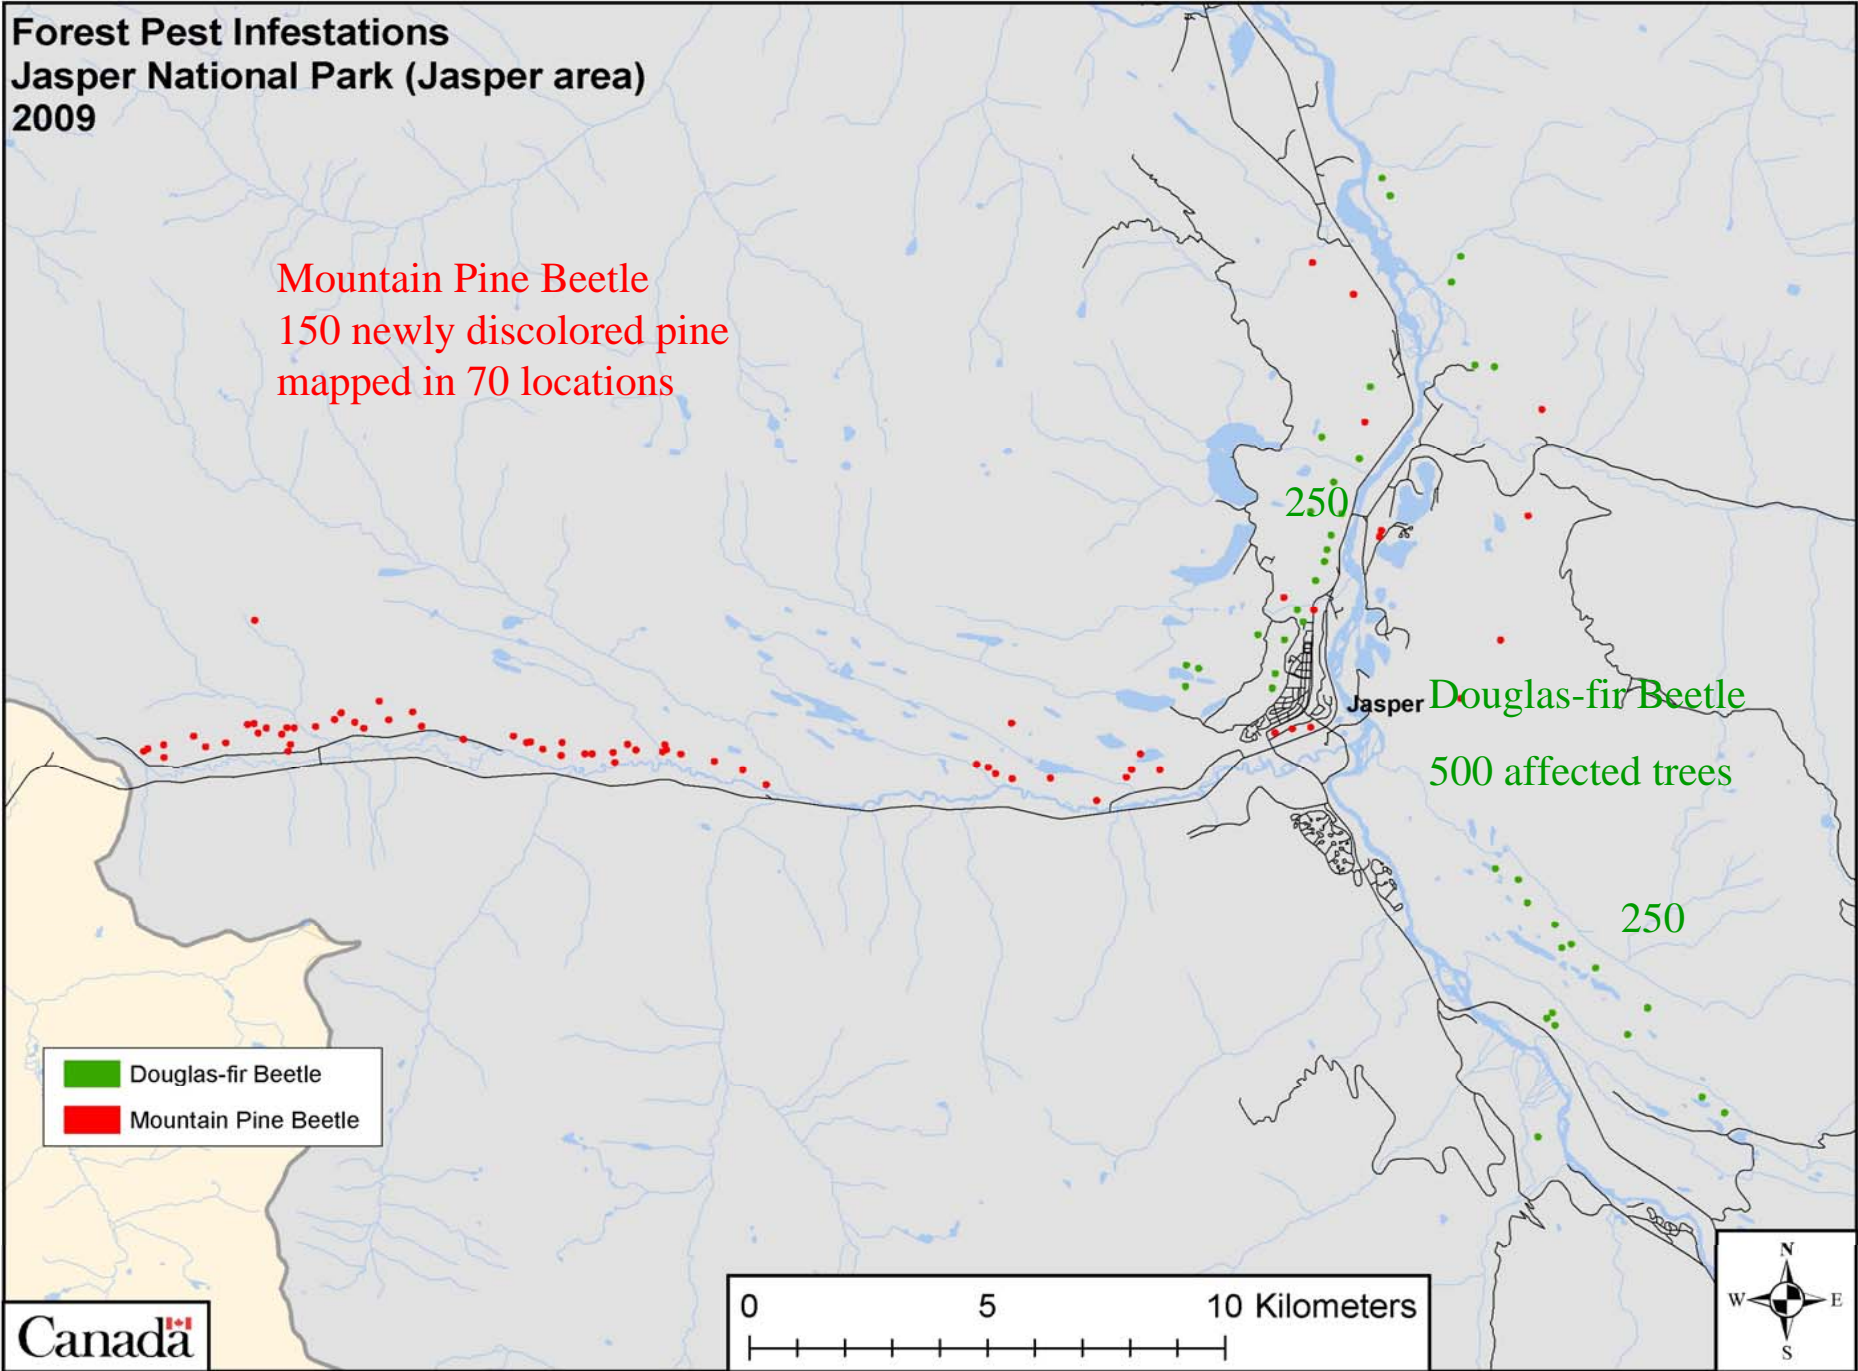 Forest Pest Infestations
Jasper National Park (Jasper area)
2009
Mountain Pine Beetle
150 newly discolored pine
mapped in 70 locations
250
Jasper
Douglas-fir Beetle
500 affected trees
250
Douglas-fir Beetle
Mountain Pine Beetle
0 5 10 Kilometers
N
W E
S
Canada